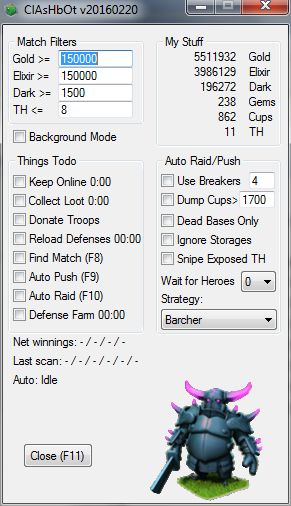 ClAsHbOt v20160220
Match Filters
Gold >= 150000
Elixir >= 150000
Dark >= 1500
TH <= 8
Background Mode
My Stuff
5511932 Gold
3986129 Elixir
196272 Dark
238 Gems
862 Cups
11 TH
Things Todo
Keep Online 0:00
Collect Loot 0:00
Donate Troops
Reload Defenses 00:00
Find Match (F8)
Auto Push (F9)
Auto Raid (F10)
Defense Farm 00:00
Auto Raid/Push
Use Breakers 4
Dump Cups> 1700
Dead Bases Only
Ignore Storages
Snipe Exposed TH
Wait for Heroes 0
Strategy:
Barcher
Net winnings: - / - / - / -
Last scan: - / - / - / - / -
Auto: Idle
Close (F11)